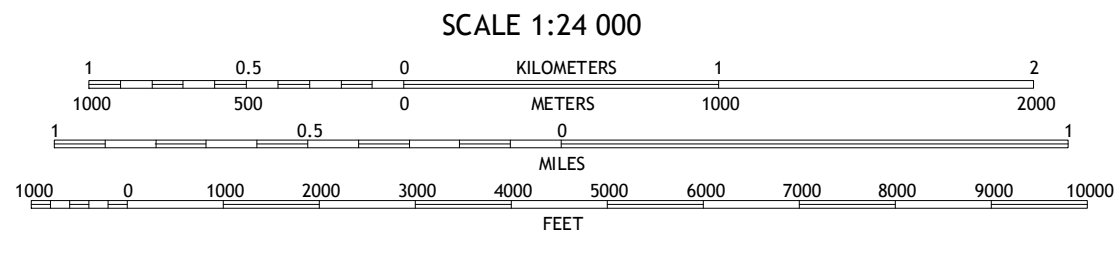 SCALE 1:24 000
1 0.5 0 KILOMETERS 1 2
1000 500 0 METERS 1000 2000
1 0.5 0 1
MILES
1000 0 1000 2000 3000 4000 5000 6000 7000 8000 9000 10000
FEET